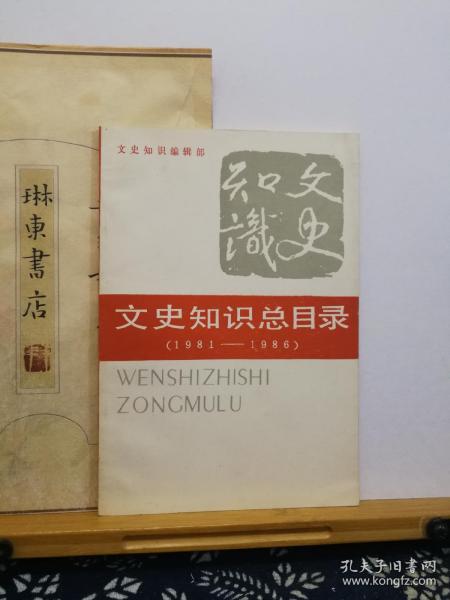 文史知识编辑部
文史
知識
文史知识总目录
(1981——1986)
WENSHIZHISHI
ZONGMULU
琳東書店
孔夫子旧书网
www.kongfz.com